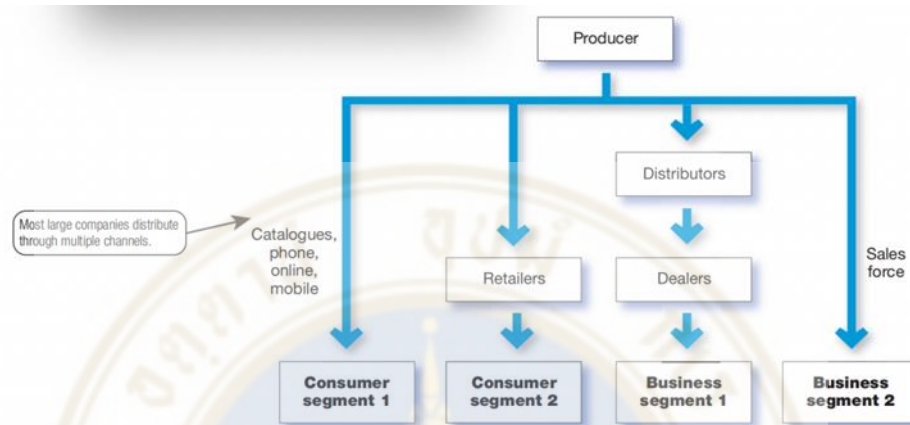 Producer
Distributors
Most large companies distribute
through multiple channels.
Catalogues,
phone,
online,
mobile
Retailers
Dealers
Sales
force
Consumer
segment 1
Consumer
segment 2
Business
segment 1
Business
segment 2